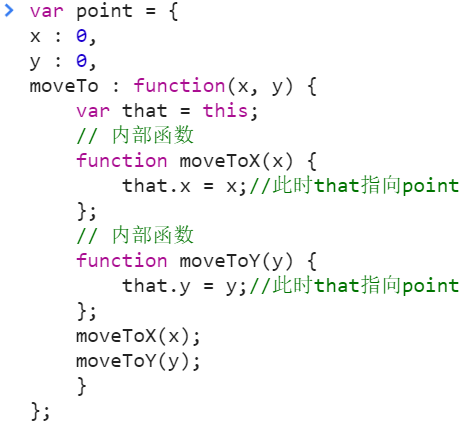 var point = {
x : 0,
y : 0,
moveTo : function(x, y) {
    var that = this;
    // 内部函数
    function moveToX(x) {
        that.x = x;//此时that指向point
    };
    // 内部函数
    function moveToY(y) {
        that.y = y;//此时that指向point
    };
    moveToX(x);
    moveToY(y);
    }
};